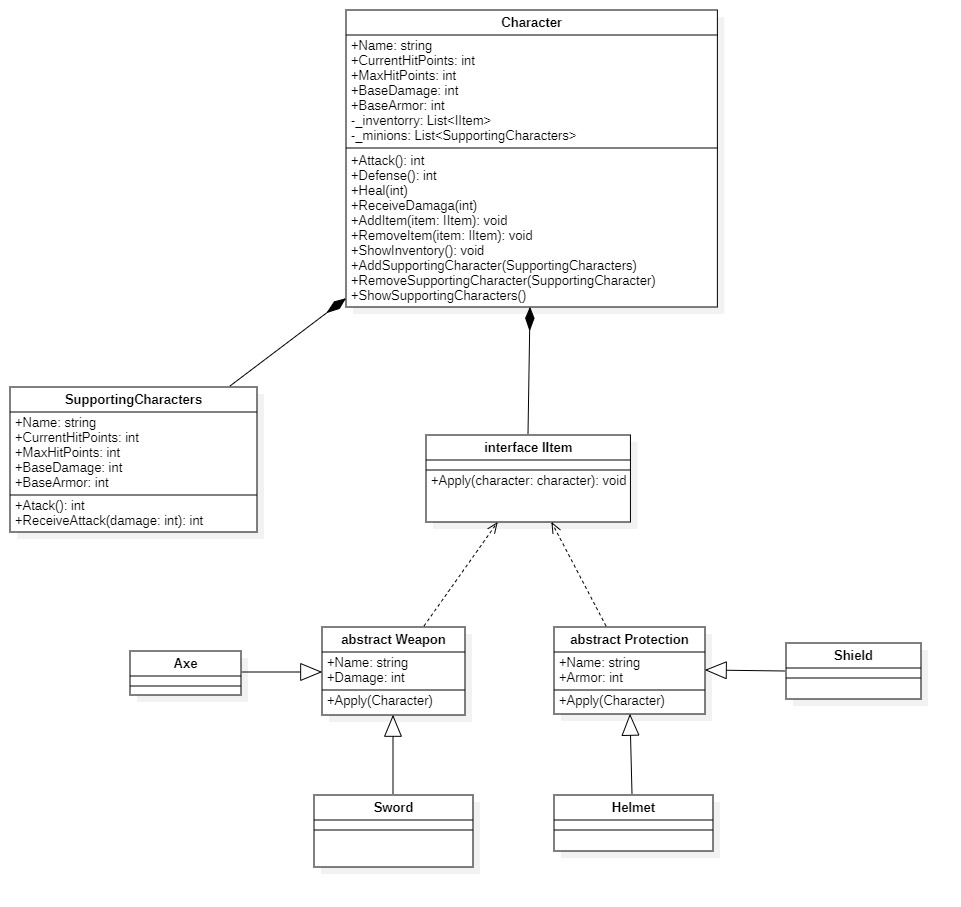 Character
+Name: string
+CurrentHitPoints: int
+MaxHitPoints: int
+BaseDamage: int
+BaseArmor: int
-_inventorry: List<IItem>
-_minions: List<SupportingCharacters>
+Attack(): int
+Defense(): int
+Heal(int)
+ReceiveDamaga(int)
+AddItem(item: IItem): void
+RemoveItem(item: IItem): void
+ShowInventory(): void
+AddSupportingCharacter(SupportingCharacters)
+RemoveSupportingCharacter(SupportingCharacter)
+ShowSupportingCharacters()
SupportingCharacters
+Name: string
+CurrentHitPoints: int
+MaxHitPoints: int
+BaseDamage: int
+BaseArmor: int
+Atack(): int
+ReceiveAttack(damage: int): int
interface IItem
+Apply(character: character): void
Axe
abstract Weapon
+Name: string
+Damage: int
+Apply(Character)
abstract Protection
+Name: string
+Armor: int
+Apply(Character)
Shield
Sword
Helmet